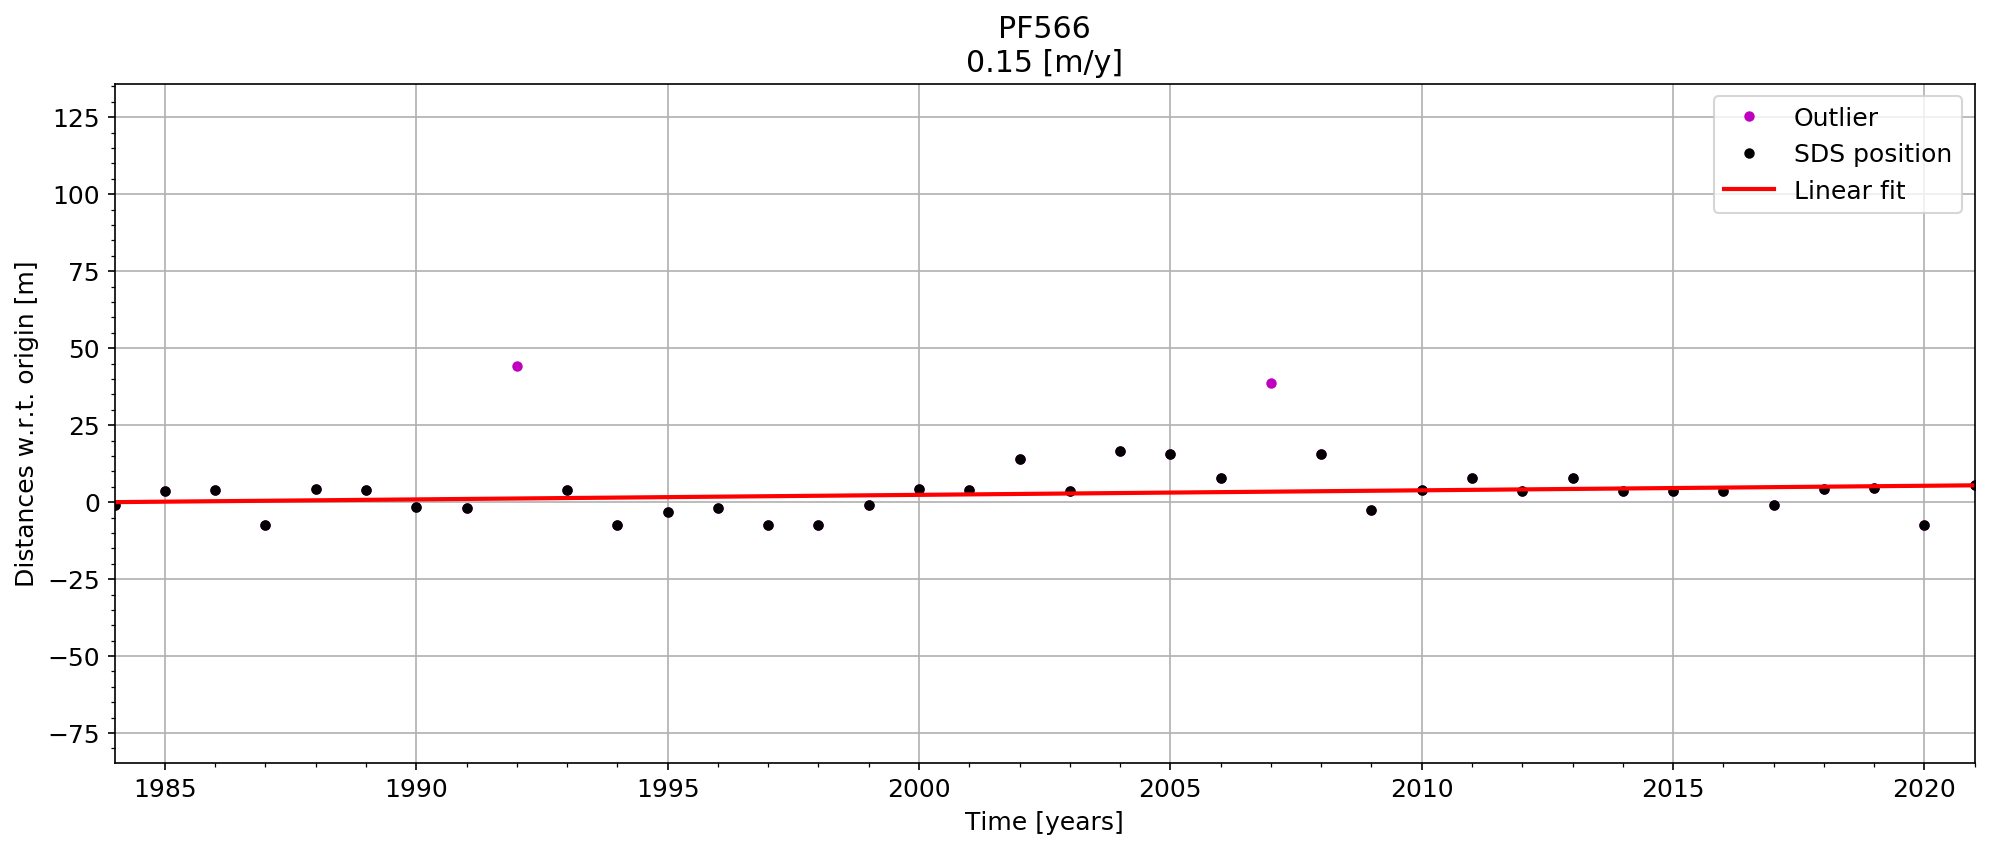 PF566
0.15 [m/y]
Distances w.r.t. origin [m]
125
100
75
50
25
0
−25
−50
−75
Outlier
SDS position
Linear fit
1985
1990
1995
2000
2005
2010
2015
2020
Time [years]